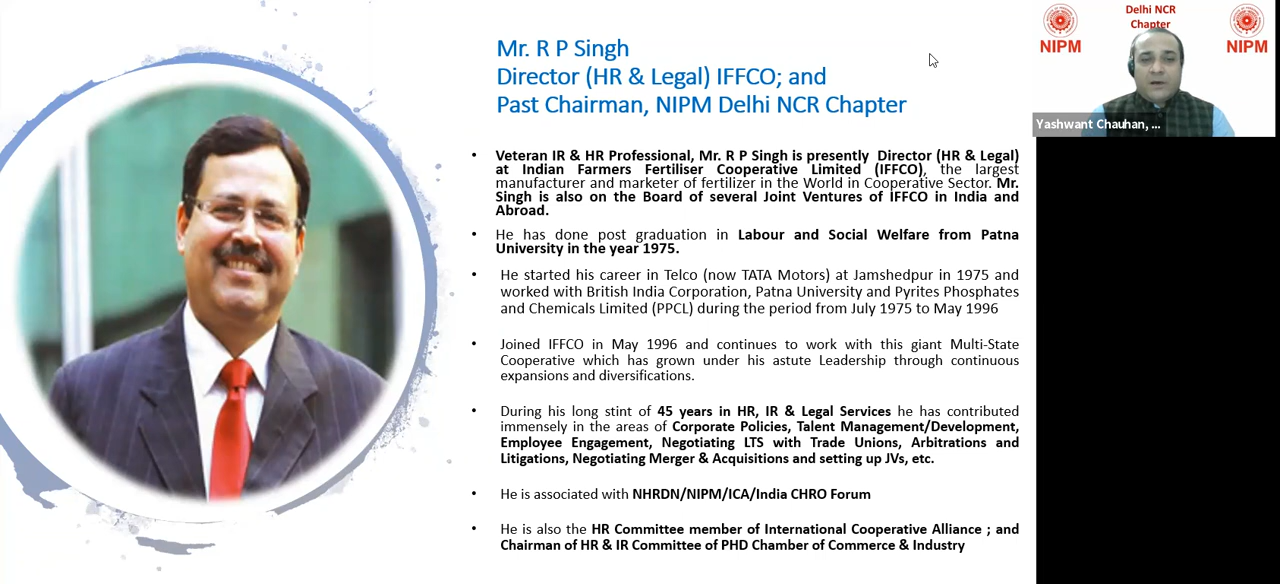 Mr. R P Singh
Director (HR & Legal) IFFCO; and
Past Chairman, NIPM Delhi NCR Chapter
• Veteran IR & HR Professional, Mr. R P Singh is presently Director (HR & Legal)
at Indian Farmers Fertiliser Cooperative Limited (IFFCO), the largest
manufacturer and marketer of fertilizer in the World in Cooperative Sector. Mr.
Singh is also on the Board of several Joint Ventures of IFFCO in India and
Abroad.
• He has done post graduation in Labour and Social Welfare from Patna
University in the year 1975.
• He started his career in Telco (now TATA Motors) at Jamshedpur in 1975 and
worked with British India Corporation, Patna University and Pyrites Phosphates
and Chemicals Limited (PPCL) during the period from July 1975 to May 1996
• Joined IFFCO in May 1996 and continues to work with this giant Multi-State
Cooperative which has grown under his astute Leadership through continuous
expansions and diversifications.
• During his long stint of 45 years in HR, IR & Legal Services he has contributed
immensely in the areas of Corporate Policies, Talent Management/Development,
Employee Engagement, Negotiating LTS with Trade Unions, Arbitrations and
Litigations, Negotiating Merger & Acquisitions and setting up JVs, etc.
• He is associated with NHRDN/NIPM/ICA/India CHRO Forum
• He is also the HR Committee member of International Cooperative Alliance ; and
Chairman of HR & IR Committee of PHD Chamber of Commerce & Industry
Delhi NCR
Chapter
NIPM
NIPM
Yashwant Chauhan, ...